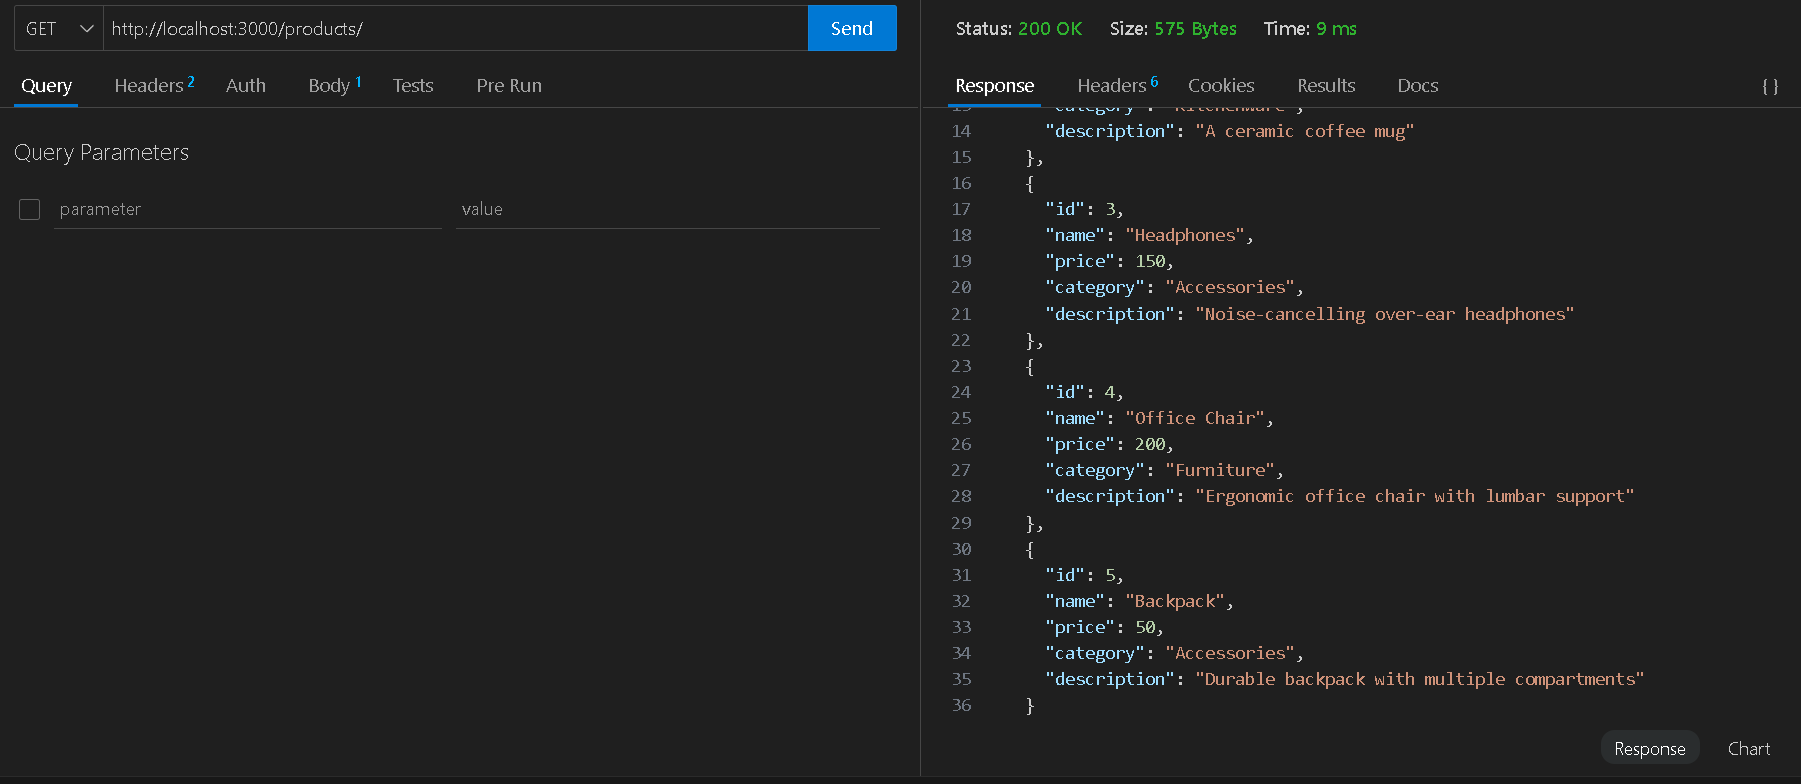 GET http://localhost:3000/products/ Send
Query Headers 2 Auth Body 1 Tests Pre Run
Query Parameters
parameter value
Status: 200 OK Size: 575 Bytes Time: 9 ms
Response Headers 6 Cookies Results Docs { }
13 "category": "Kitchenware",
14 "description": "A ceramic coffee mug"
15 },
16 {
17 "id": 3,
18 "name": "Headphones",
19 "price": 150,
20 "category": "Accessories",
21 "description": "Noise-cancelling over-ear headphones"
22 },
23 {
24 "id": 4,
25 "name": "Office Chair",
26 "price": 200,
27 "category": "Furniture",
28 "description": "Ergonomic office chair with lumbar support"
29 },
30 {
31 "id": 5,
32 "name": "Backpack",
33 "price": 50,
34 "category": "Accessories",
35 "description": "Durable backpack with multiple compartments"
36 }
Response Chart